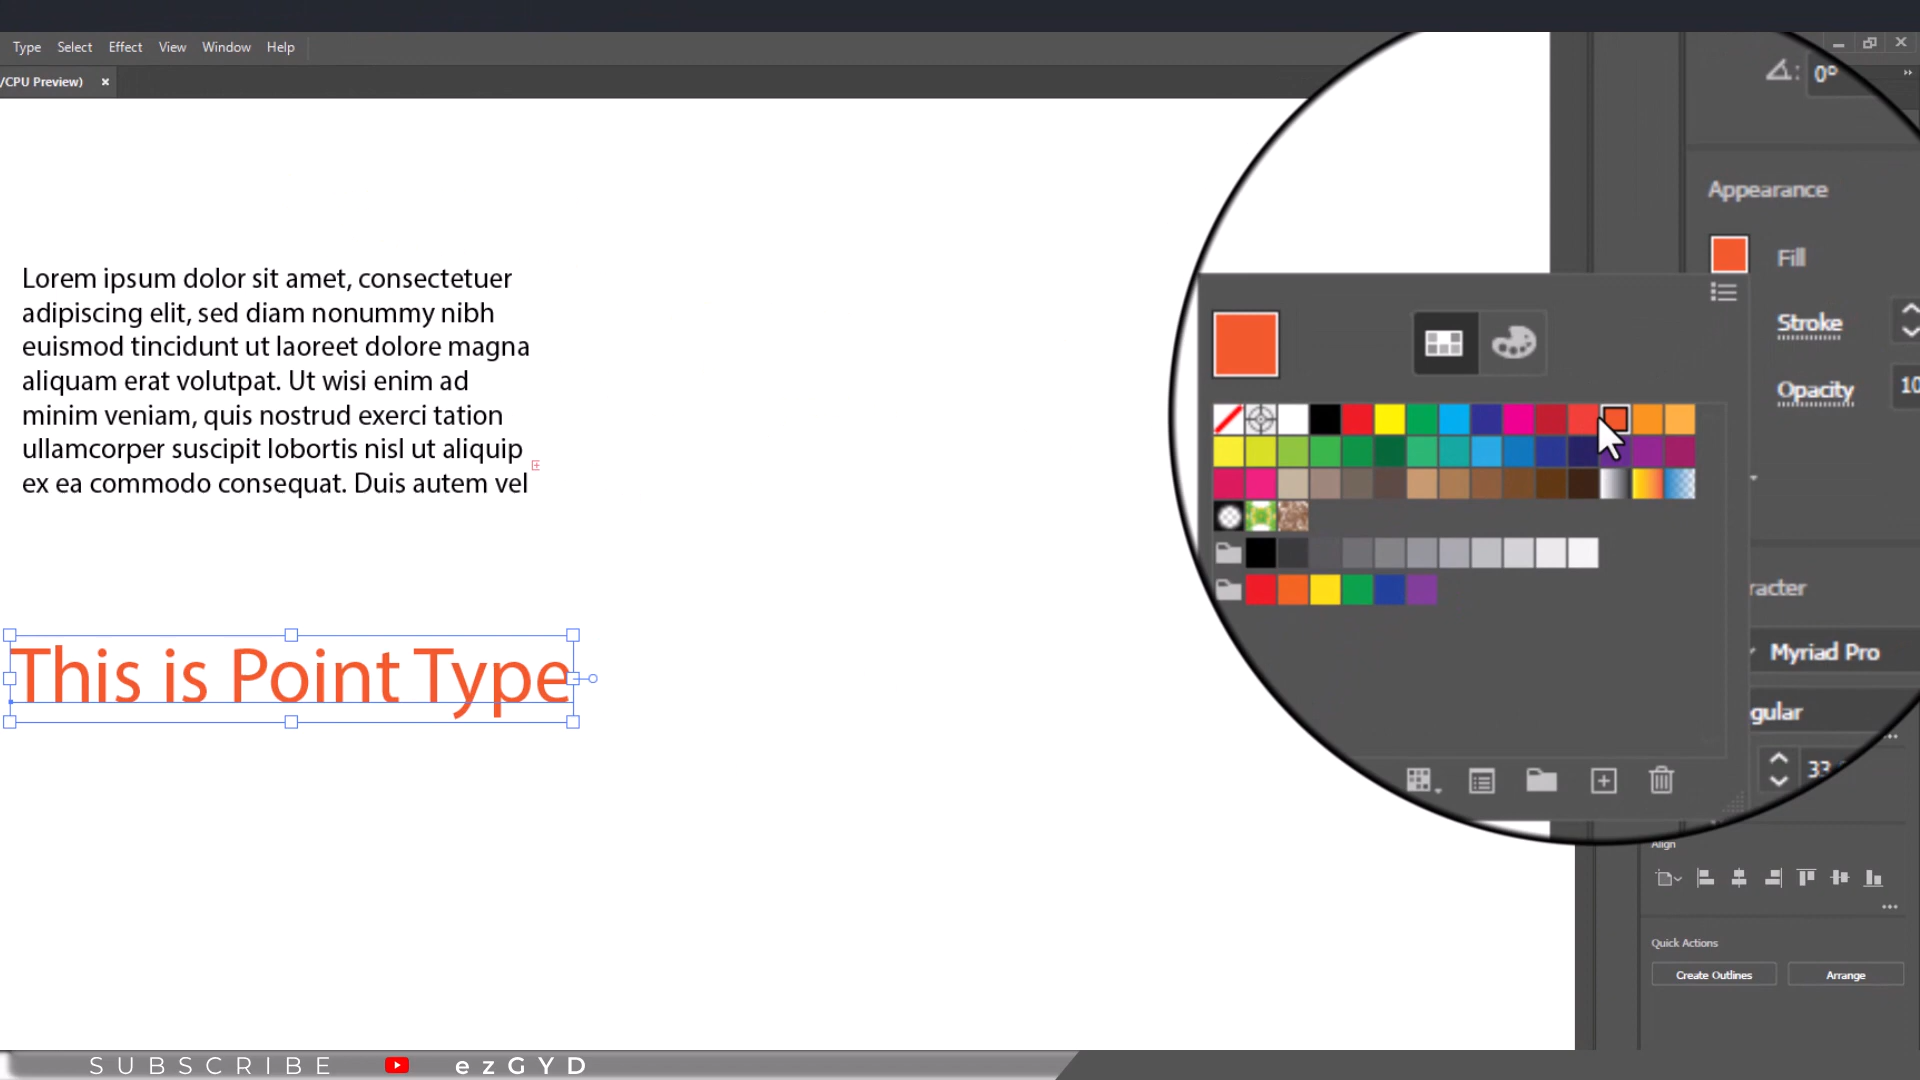 Type Select Effect View Window Help
/CPU Preview) ×
0°
Appearance
Fill
Stroke
Opacity 10
Lorem ipsum dolor sit amet, consectetuer
adipiscing elit, sed diam nonummy nibh
euismod tincidunt ut laoreet dolore magna
aliquam erat volutpat. Ut wisi enim ad
minim veniam, quis nostrud exerci tation
ullamcorper suscipit lobortis nisl ut aliquip
ex ea commodo consequat. Duis autem vel
This is Point Type
racter
Myriad Pro
gular
33
Align
Quick Actions
Create Outlines Arrange
SUBSCRIBE ezGYD